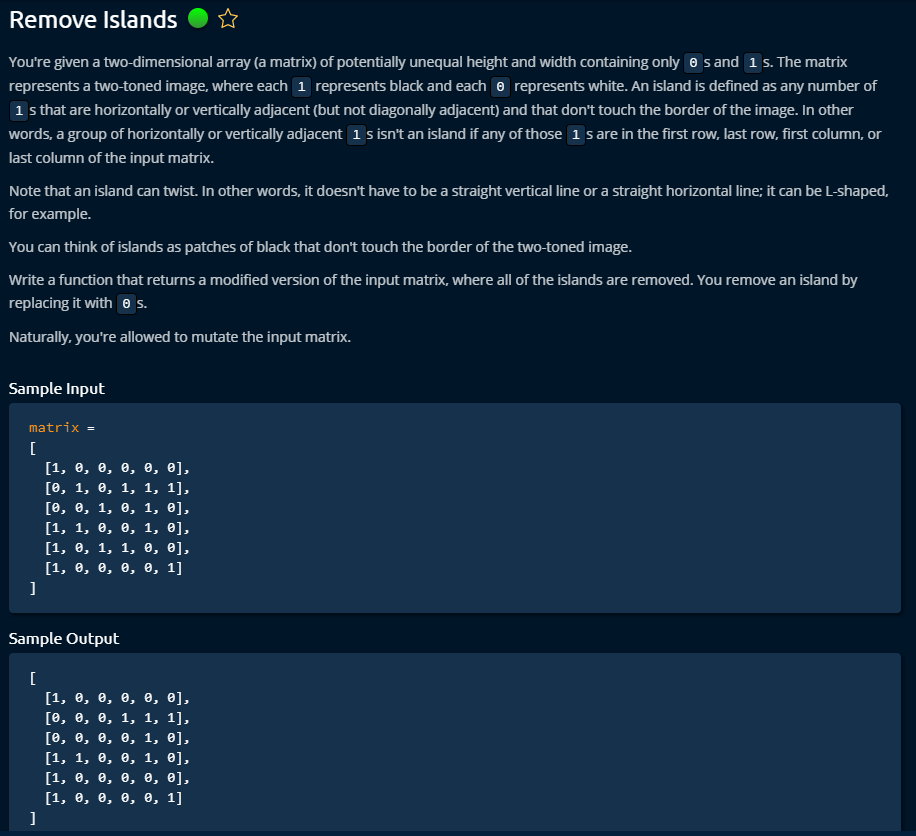 Remove Islands
You're given a two-dimensional array (a matrix) of potentially unequal height and width containing only 0s and 1s. The matrix
represents a two-toned image, where each 1 represents black and each 0 represents white. An island is defined as any number of
1s that are horizontally or vertically adjacent (but not diagonally adjacent) and that don't touch the border of the image. In other
words, a group of horizontally or vertically adjacent 1s isn't an island if any of those 1s are in the first row, last row, first column, or
last column of the input matrix.
Note that an island can twist. In other words, it doesn't have to be a straight vertical line or a straight horizontal line; it can be L-shaped,
for example.
You can think of islands as patches of black that don't touch the border of the two-toned image.
Write a function that returns a modified version of the input matrix, where all of the islands are removed. You remove an island by
replacing it with 0s.
Naturally, you're allowed to mutate the input matrix.
Sample Input
matrix =
[
[1, 0, 0, 0, 0, 0],
[0, 1, 0, 1, 1, 1],
[0, 0, 1, 0, 1, 0],
[1, 1, 0, 0, 1, 0],
[1, 0, 1, 1, 0, 0],
[1, 0, 0, 0, 0, 1]
]
Sample Output
[
[1, 0, 0, 0, 0, 0],
[0, 0, 0, 1, 1, 1],
[0, 0, 0, 0, 1, 0],
[1, 1, 0, 0, 1, 0],
[1, 0, 0, 0, 0, 0],
[1, 0, 0, 0, 0, 1]
]